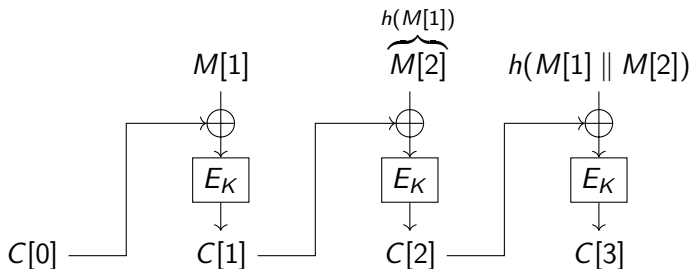 h(M[1])
M[1] M[2] h(M[1] ∥ M[2])
E_K E_K E_K
C[0] C[1] C[2] C[3]